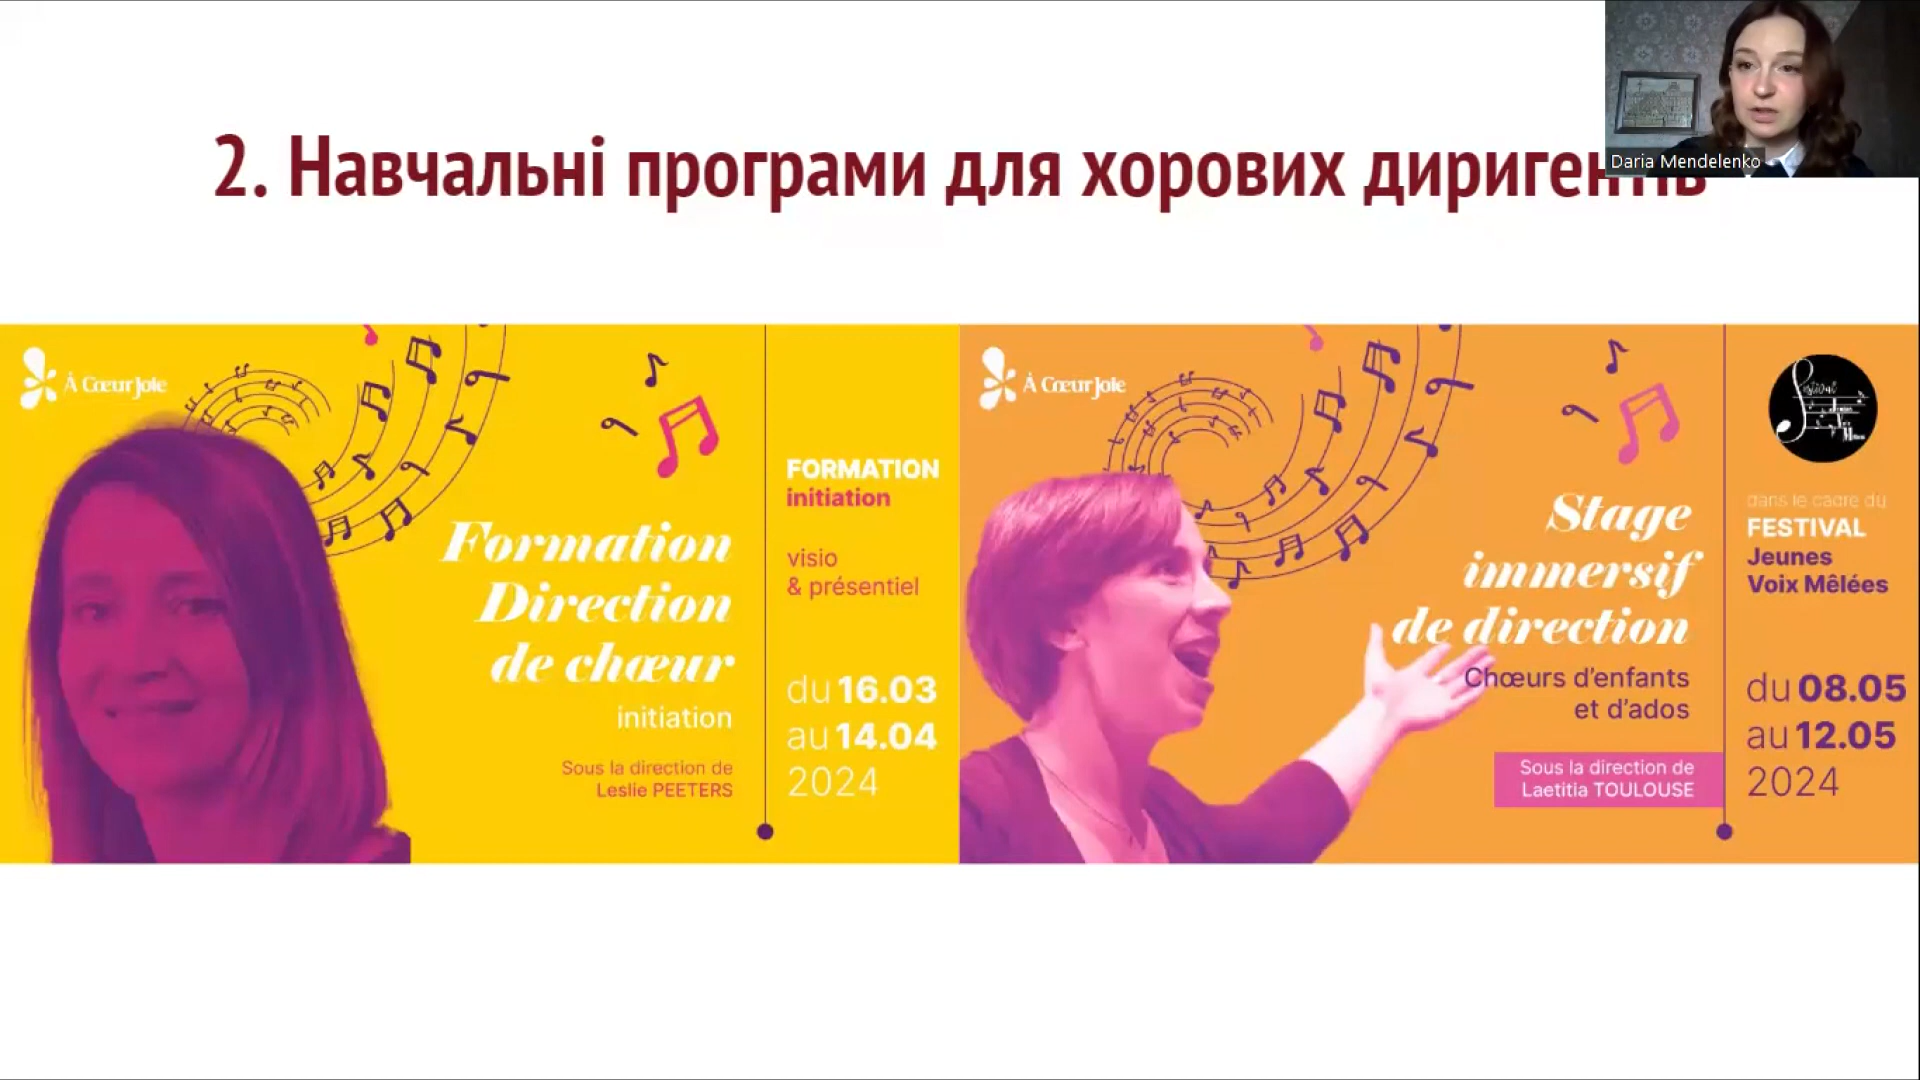 2. Навчальні програми для хорових диригентів
Daria Mendelenko
À Cœur Joie
Formation
Direction
de chœur
initiation
Sous la direction de
Leslie PEETERS
FORMATION
initiation
visio
& présentiel
du 16.03
au 14.04
2024
À Cœur Joie
Stage
immersif
de direction
Chœurs d'enfants
et d'ados
Sous la direction de
Laetitia TOULOUSE
Festival
dans le cadre du
FESTIVAL
Jeunes
Voix Mêlées
du 08.05
au 12.05
2024